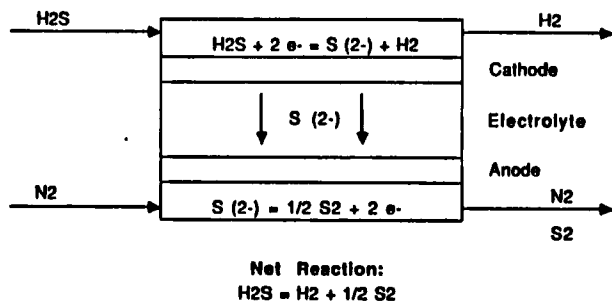 H2S
H2
H2S + 2 e- = S (2-) + H2
Cathode
S (2-)
Electrolyte
Anode
N2
S (2-) = 1/2 S2 + 2 e-
N2
S2
Net Reaction:
H2S = H2 + 1/2 S2